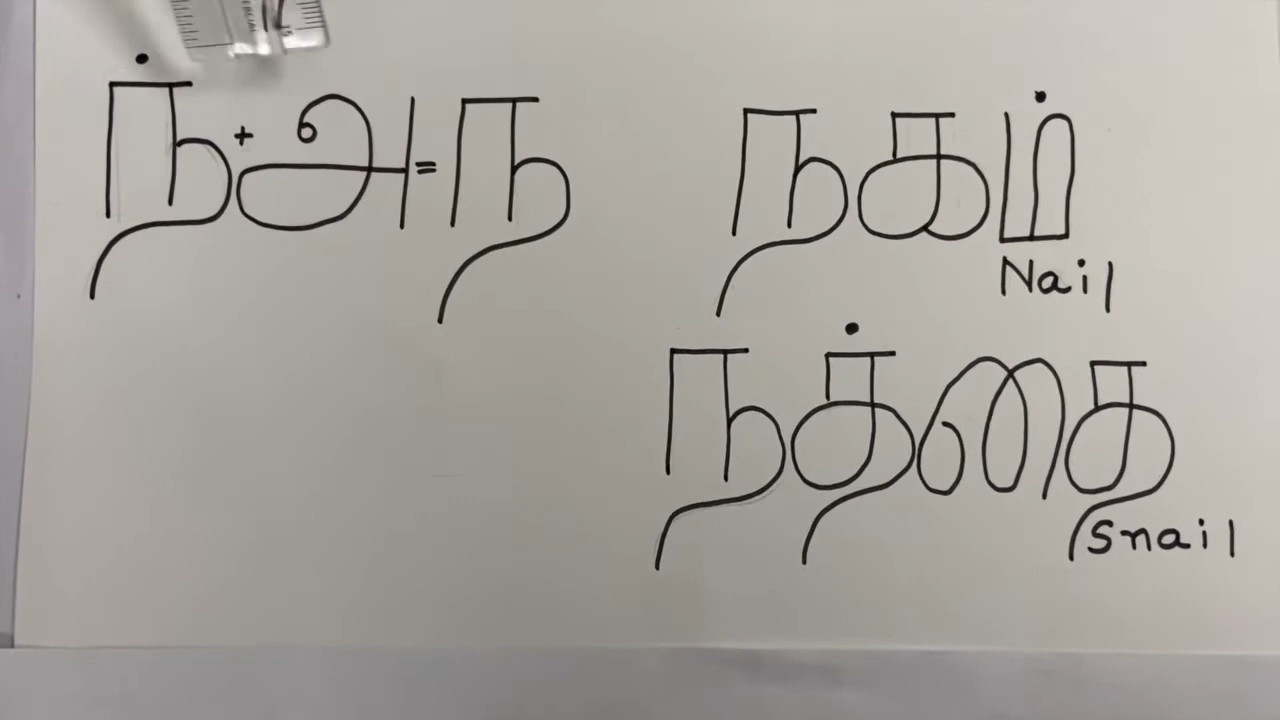 ந் + அ = ந
நகம்
Nail
நத்தை
Snail